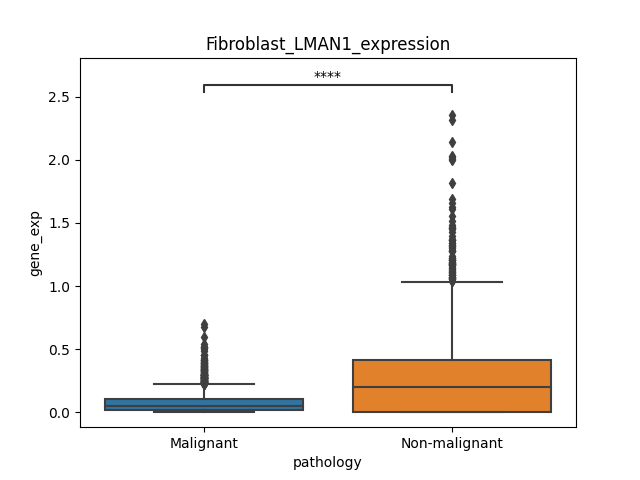 Fibroblast_LMAN1_expression
****
2.5
2.0
1.5
1.0
0.5
0.0
gene_exp
Malignant
Non-malignant
pathology